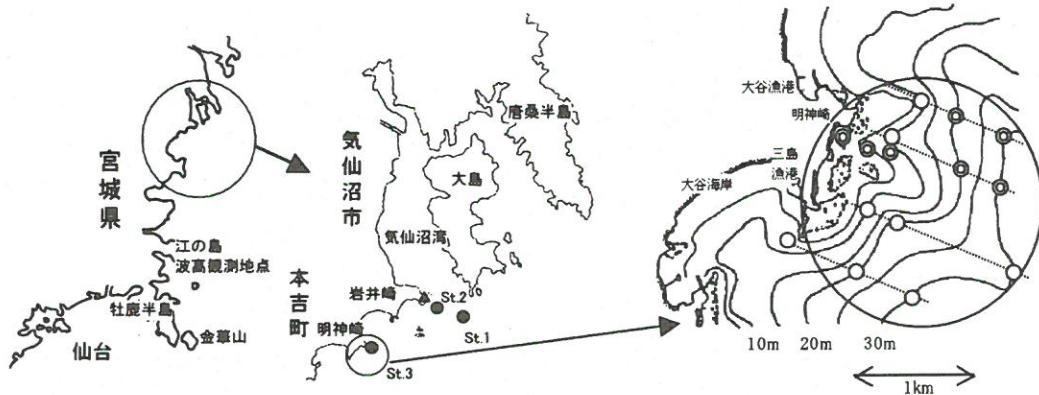 宮城県
江の島
波高観測地点
牡鹿半島
仙台
金華山
気仙沼市
唐桑半島
大島
気仙沼湾
本吉町
岩井崎
St.2
St.1
明神崎
St.3
大谷漁港
明神崎
三島
漁港
大谷海岸
10m 20m 30m
1km